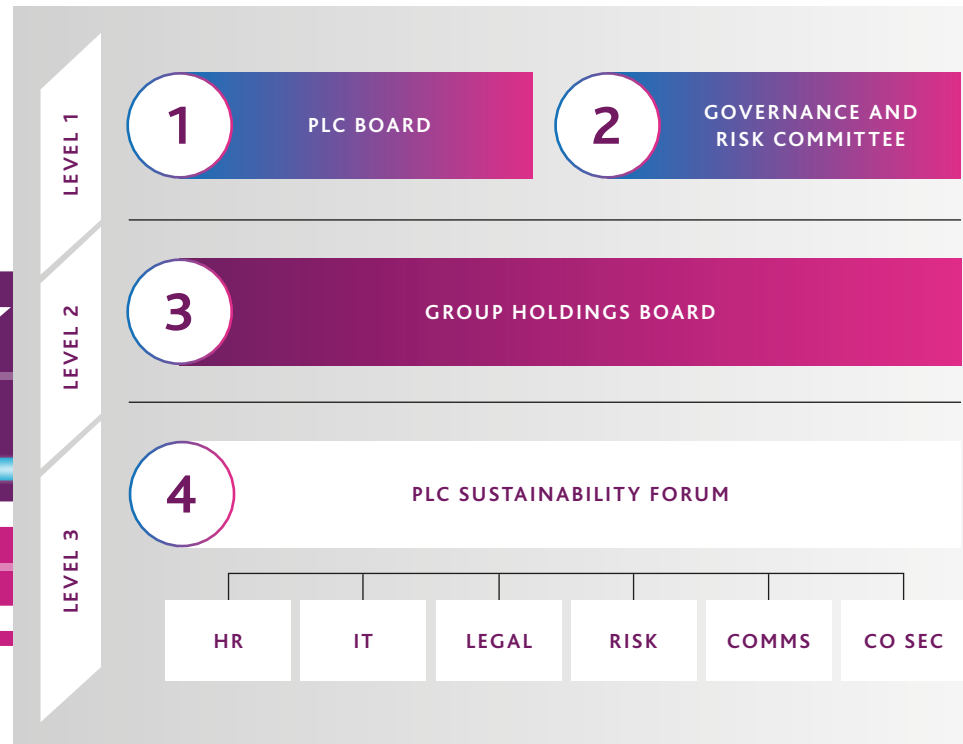 LEVEL 1
1
PLC BOARD
2
GOVERNANCE AND
RISK COMMITTEE
LEVEL 2
3
GROUP HOLDINGS BOARD
LEVEL 3
4
PLC SUSTAINABILITY FORUM
HR
IT
LEGAL
RISK
COMMS
CO SEC